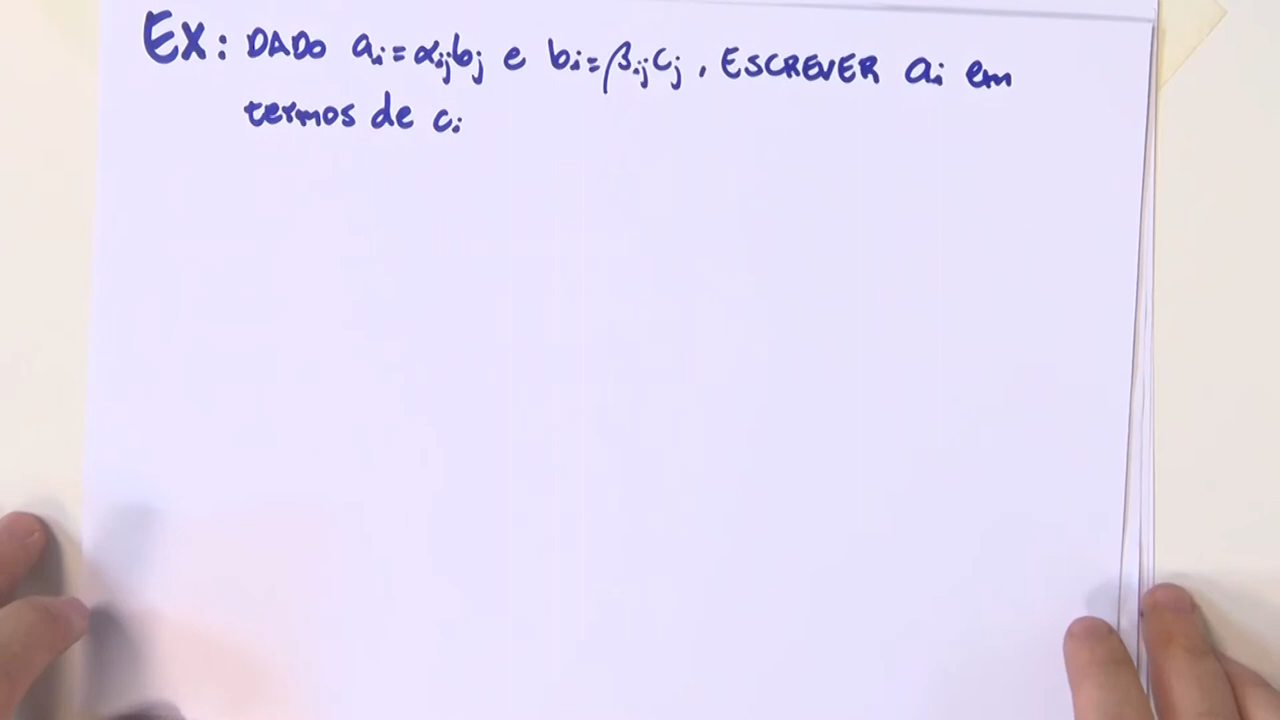 EX: DADO aᵢ=αᵢⱼbⱼ e bᵢ=βᵢⱼcⱼ, ESCREVER aᵢ em
termos de cᵢ